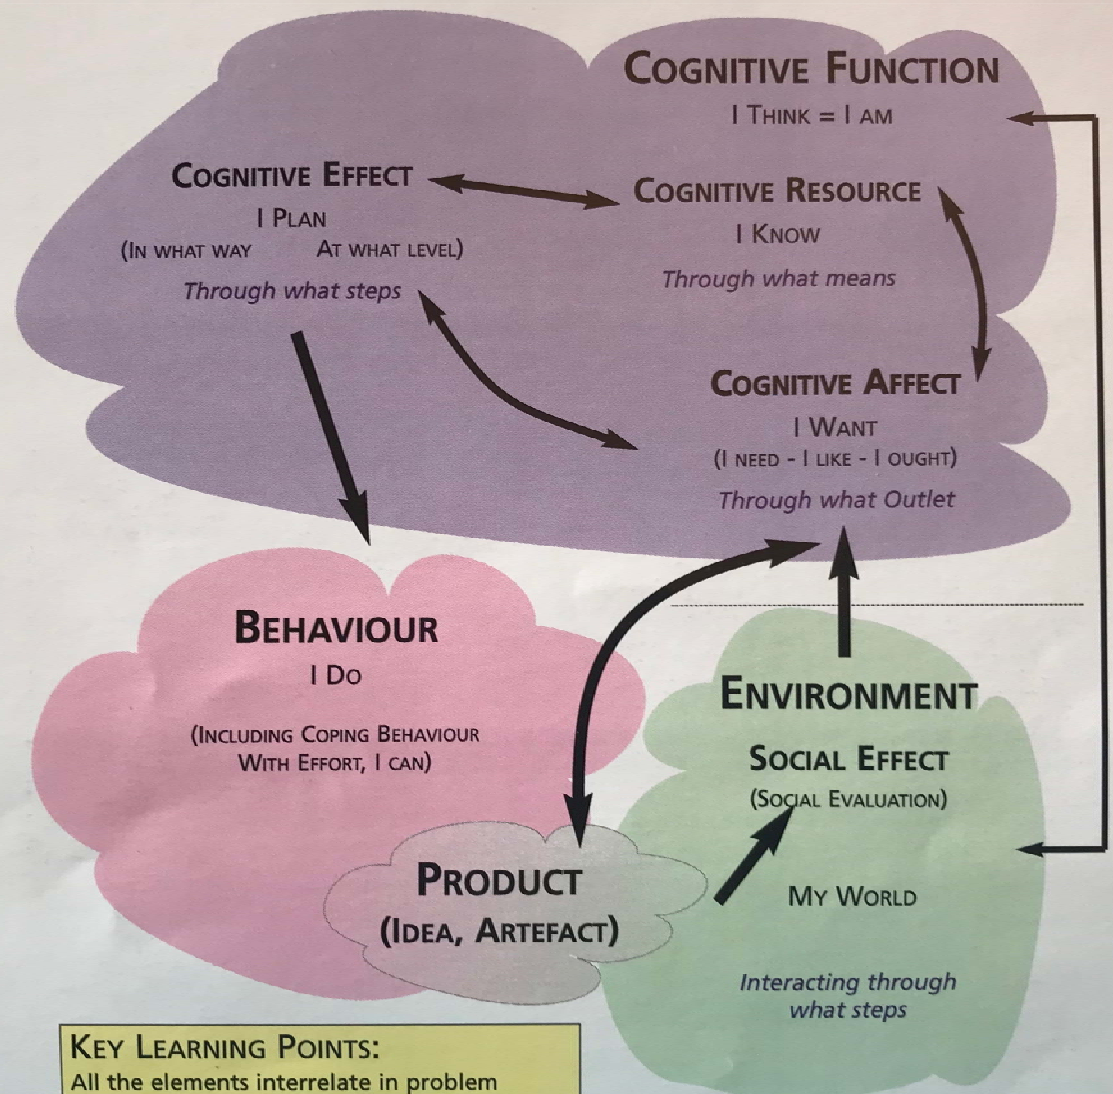 COGNITIVE FUNCTION
I THINK = I AM
COGNITIVE EFFECT
I PLAN
(IN WHAT WAY AT WHAT LEVEL)
Through what steps
COGNITIVE RESOURCE
I KNOW
Through what means
COGNITIVE AFFECT
I WANT
(I NEED - I LIKE - I OUGHT)
Through what Outlet
BEHAVIOUR
I DO
(INCLUDING COPING BEHAVIOUR
WITH EFFORT, I CAN)
ENVIRONMENT
SOCIAL EFFECT
(SOCIAL EVALUATION)
MY WORLD
Interacting through
what steps
PRODUCT
(IDEA, ARTEFACT)
KEY LEARNING POINTS:
All the elements interrelate in problem